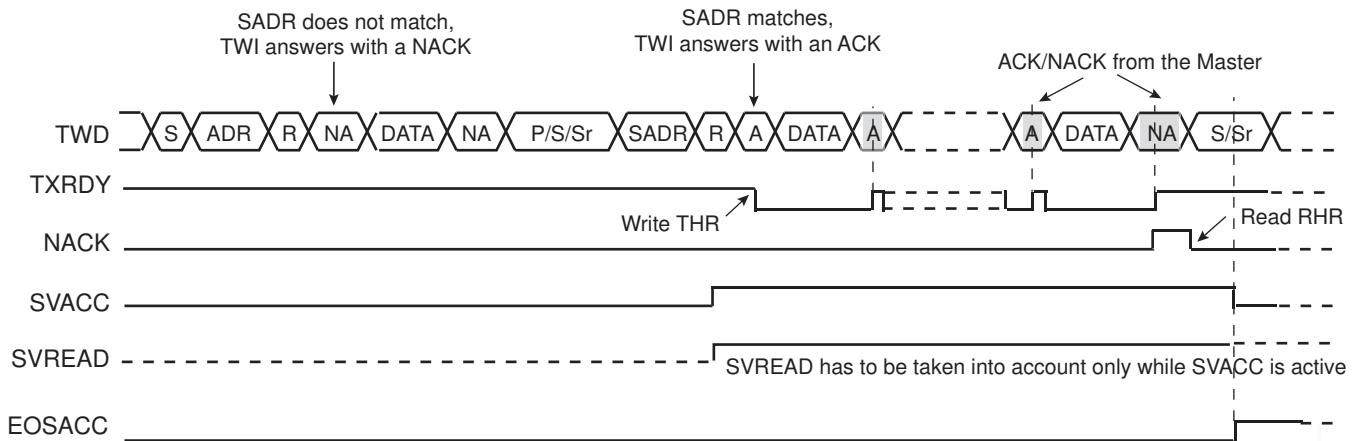 SADR does not match,
TWI answers with a NACK
SADR matches,
TWI answers with an ACK
ACK/NACK from the Master
TWD S ADR R NA DATA NA P/S/Sr SADR R A DATA A A DATA NA S/Sr
TXRDY
Write THR
Read RHR
NACK
SVACC
SVREAD
SVREAD has to be taken into account only while SVACC is active
EOSACC